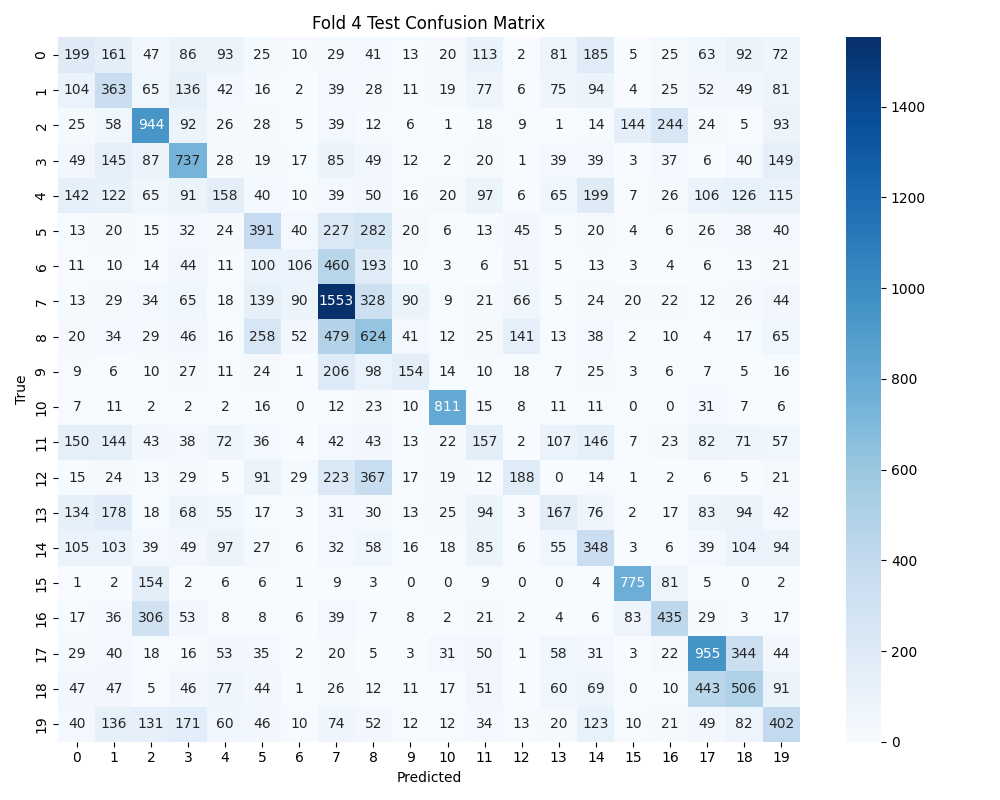 Fold 4 Test Confusion Matrix
0 199 161 47 86 93 25 10 29 41 13 20 113 2 81 185 5 25 63 92 72
1 104 363 65 136 42 16 2 39 28 11 19 77 6 75 94 4 25 52 49 81
1400
2 25 58 944 92 26 28 5 39 12 6 1 18 9 1 14 144 244 24 5 93
3 49 145 87 737 28 19 17 85 49 12 2 20 1 39 39 3 37 6 40 149
1200
4 142 122 65 91 158 40 10 39 50 16 20 97 6 65 199 7 26 106 126 115
5 13 20 15 32 24 391 40 227 282 20 6 13 45 5 20 4 6 26 38 40
6 11 10 14 44 11 100 106 460 193 10 3 6 51 5 13 3 4 6 13 21
1000
7 13 29 34 65 18 139 90 1553 328 90 9 21 66 5 24 20 22 12 26 44
8 20 34 29 46 16 258 52 479 624 41 12 25 141 13 38 2 10 4 17 65
9 9 6 10 27 11 24 1 206 98 154 14 10 18 7 25 3 6 7 5 16
800
True
10 7 11 2 2 2 16 0 12 23 10 811 15 8 11 11 0 0 31 7 6
11 150 144 43 38 72 36 4 42 43 13 22 157 2 107 146 7 23 82 71 57
600
12 15 24 13 29 5 91 29 223 367 17 19 12 188 0 14 1 2 6 5 21
13 134 178 18 68 55 17 3 31 30 13 25 94 3 167 76 2 17 83 94 42
14 105 103 39 49 97 27 6 32 58 16 18 85 6 55 348 3 6 39 104 94
400
15 1 2 154 2 6 6 1 9 3 0 0 9 0 0 4 775 81 5 0 2
16 17 36 306 53 8 8 6 39 7 8 2 21 2 4 6 83 435 29 3 17
17 29 40 18 16 53 35 2 20 5 3 31 50 1 58 31 3 22 955 344 44
200
18 47 47 5 46 77 44 1 26 12 11 17 51 1 60 69 0 10 443 506 91
19 40 136 131 171 60 46 10 74 52 12 12 34 13 20 123 10 21 49 82 402
0
0 1 2 3 4 5 6 7 8 9 10 11 12 13 14 15 16 17 18 19
Predicted